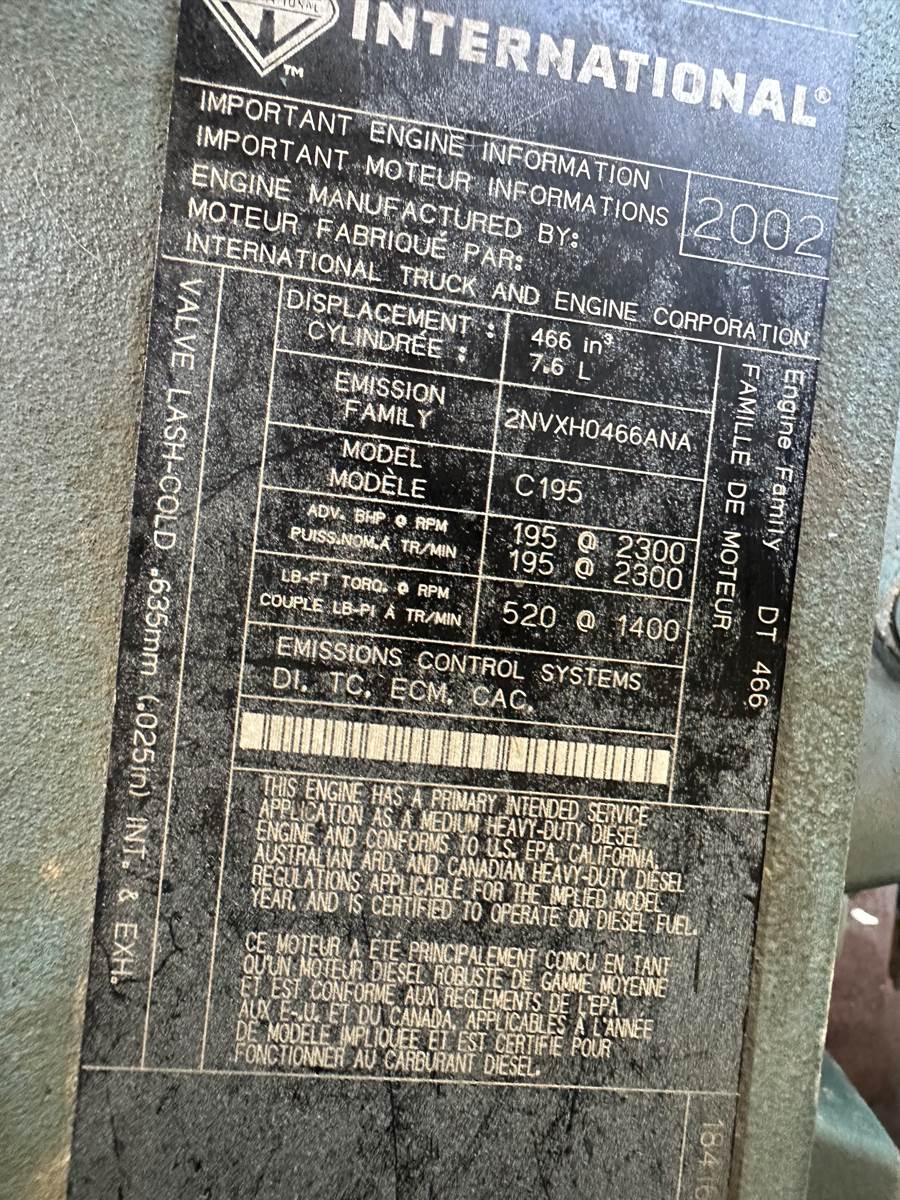 INTERNATIONAL®
TM
IMPORTANT ENGINE INFORMATION
IMPORTANT MOTEUR INFORMATIONS
ENGINE MANUFACTURED BY:
MOTEUR FABRIQUÉ PAR:
INTERNATIONAL TRUCK AND ENGINE CORPORATION
2002
VALVE LASH-COLD .635mm (.025in) INT. & EXH.
DISPLACEMENT :
CYLINDRÉE :
466 in³
7.6 L
EMISSION
FAMILY
2NVXH0466ANA
MODEL
MODÈLE
C195
ADV. BHP @ RPM
PUISS.NOM.A TR/MIN
195 @ 2300
195 @ 2300
LB-FT TORQ. @ RPM
COUPLE LB-PI À TR/MIN
520 @ 1400
Engine Family DT 466
FAMILLE DE MOTEUR
EMISSIONS CONTROL SYSTEMS
DI, TC, ECM, CAC,
THIS ENGINE HAS A PRIMARY INTENDED SERVICE
APPLICATION AS A MEDIUM HEAVY-DUTY DIESEL
ENGINE AND CONFORMS TO U.S. EPA, CALIFORNIA,
AUSTRALIAN ARD, AND CANADIAN HEAVY-DUTY DIESEL
REGULATIONS APPLICABLE FOR THE IMPLIED MODEL
YEAR, AND IS CERTIFIED TO OPERATE ON DIESEL FUEL.
CE MOTEUR A ÉTÉ PRINCIPALEMENT CONCU EN TANT
QU'UN MOTEUR DIESEL ROBUSTE DE GAMME MOYENNE
ET EST CONFORME AUX RÈGLEMENTS DE L'EPA
AUX É.-U. ET DU CANADA, APPLICABLES À L'ANNÉE
DE MODÈLE IMPLIQUÉE ET EST CERTIFIÉ POUR
FONCTIONNER AU CARBURANT DIESEL.